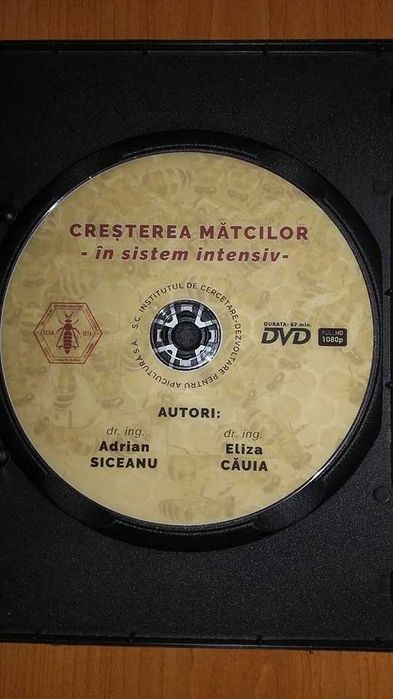 CREȘTEREA MĂTCILOR
- în sistem intensiv-
S.C. INSTITUTUL DE CERCETARE-DEZVOLTARE PENTRU APICULTURĂ S.A.
DURATA: 67 min.
DVD
FULL HD
1080p
AUTORI:
dr. ing.
Adrian
SICEANU
dr. ing.
Eliza
CĂUIA